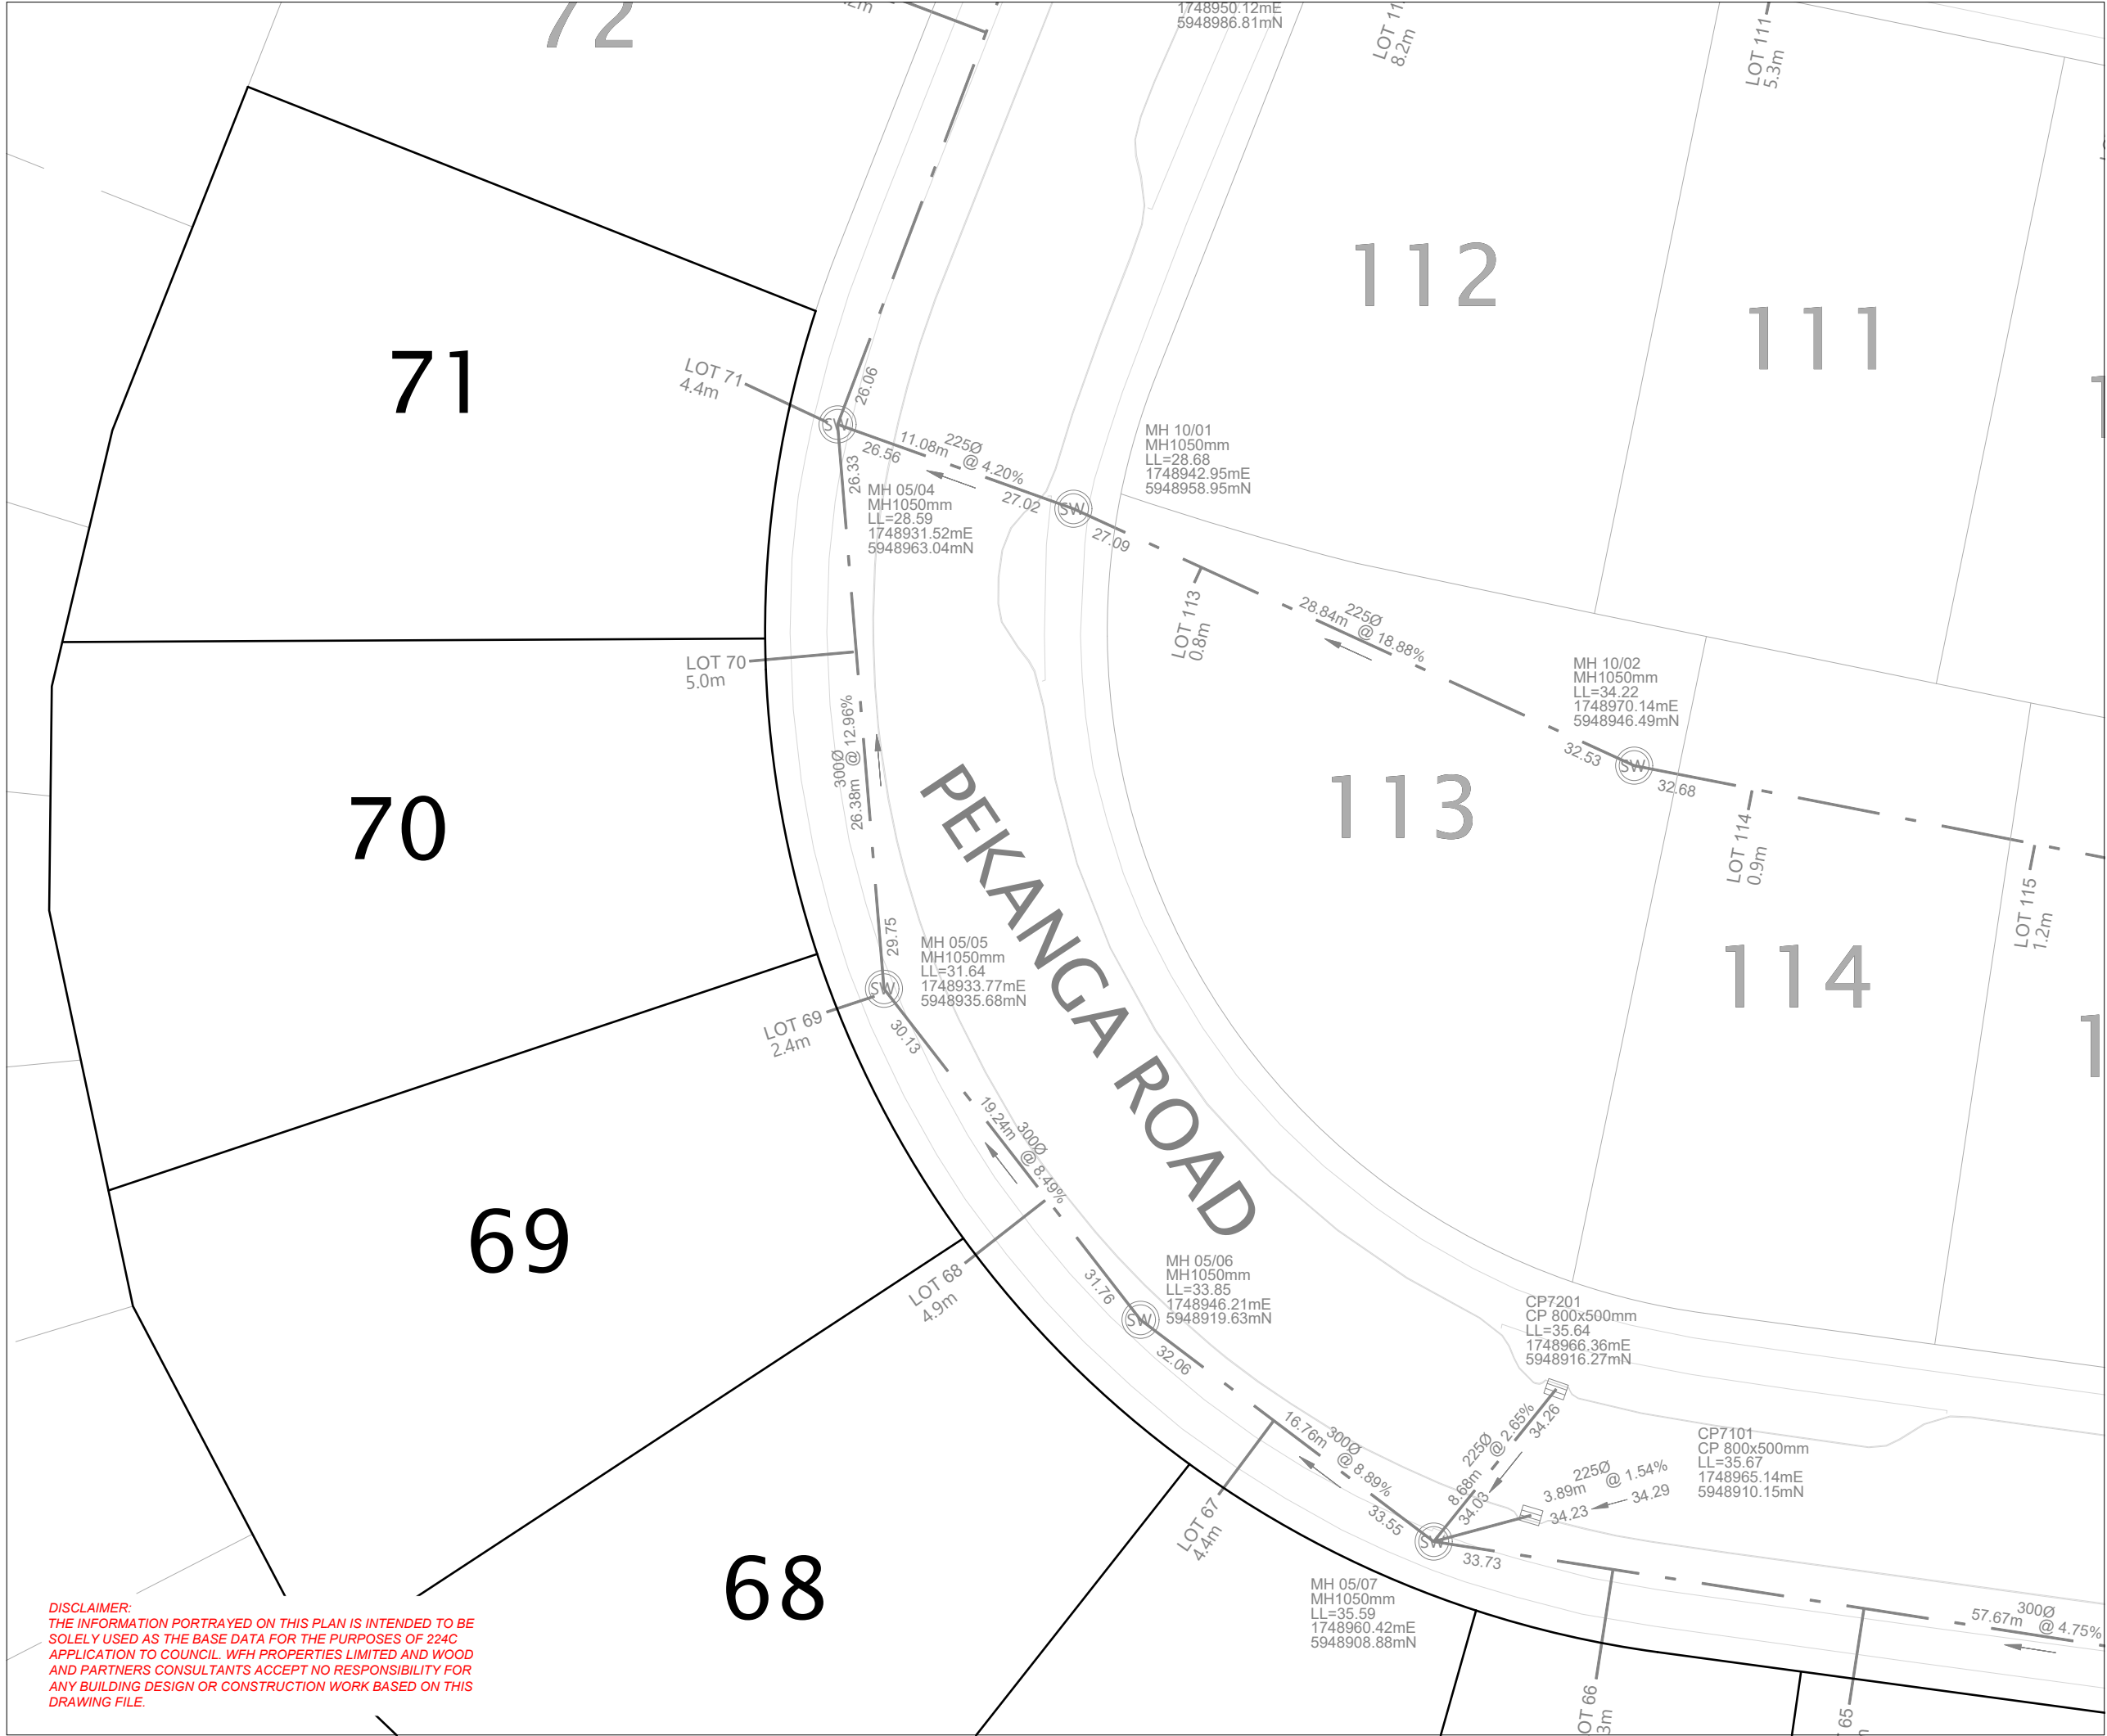 72
1748950.12mE
5948986.81mN
8.2m
LOT 111
5.3m
112
111
71
LOT 71
4.4m
26.06
SW
26.33
26.56
11.08m
225Ø
@ 4.20%
27.02
MH 10/01
MH1050mm
LL=28.68
1748942.95mE
5948958.95mN
SW
27.09
MH 05/04
MH1050mm
LL=28.59
1748931.52mE
5948963.04mN
LOT 113
0.8m
28.84m
225Ø
@ 18.88%
LOT 70
5.0m
MH 10/02
MH1050mm
LL=34.22
1748970.14mE
5948946.49mN
32.53
SW
32.68
300Ø
26.38m @ 12.96%
70
PEKANGA ROAD
113
LOT 114
0.9m
LOT 115
1.2m
114
29.75
MH 05/05
MH1050mm
LL=31.64
1748933.77mE
5948935.68mN
SW
30.13
LOT 69
2.4m
19.24m
300Ø
@ 8.49%
69
LOT 68
4.9m
31.76
MH 05/06
MH1050mm
LL=33.85
1748946.21mE
5948919.63mN
SW
32.06
CP7201
CP 800x500mm
LL=35.64
1748966.36mE
5948916.27mN
16.76m
300Ø
@ 8.89%
33.55
LOT 67
4.4m
225Ø
8.68m @ 2.65%
34.26
34.03
CP7101
CP 800x500mm
LL=35.67
1748965.14mE
5948910.15mN
225Ø
3.89m @ 1.54%
34.23
34.29
SW
33.73
MH 05/07
MH1050mm
LL=35.59
1748960.42mE
5948908.88mN
68
57.67m
300Ø
@ 4.75%
DISCLAIMER:
THE INFORMATION PORTRAYED ON THIS PLAN IS INTENDED TO BE
SOLELY USED AS THE BASE DATA FOR THE PURPOSES OF 224C
APPLICATION TO COUNCIL. WFH PROPERTIES LIMITED AND WOOD
AND PARTNERS CONSULTANTS ACCEPT NO RESPONSIBILITY FOR
ANY BUILDING DESIGN OR CONSTRUCTION WORK BASED ON THIS
DRAWING FILE.
OT 66
3m
65